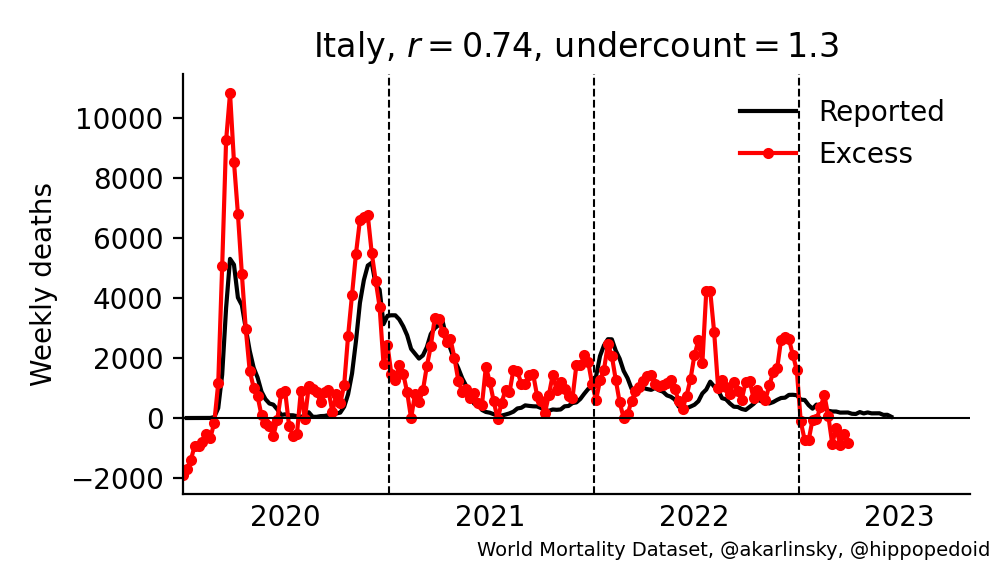 Italy, r = 0.74, undercount = 1.3
Weekly deaths
10000
8000
6000
4000
2000
0
−2000
Reported
Excess
2020 2021 2022 2023
World Mortality Dataset, @akarlinsky, @hippopedoid